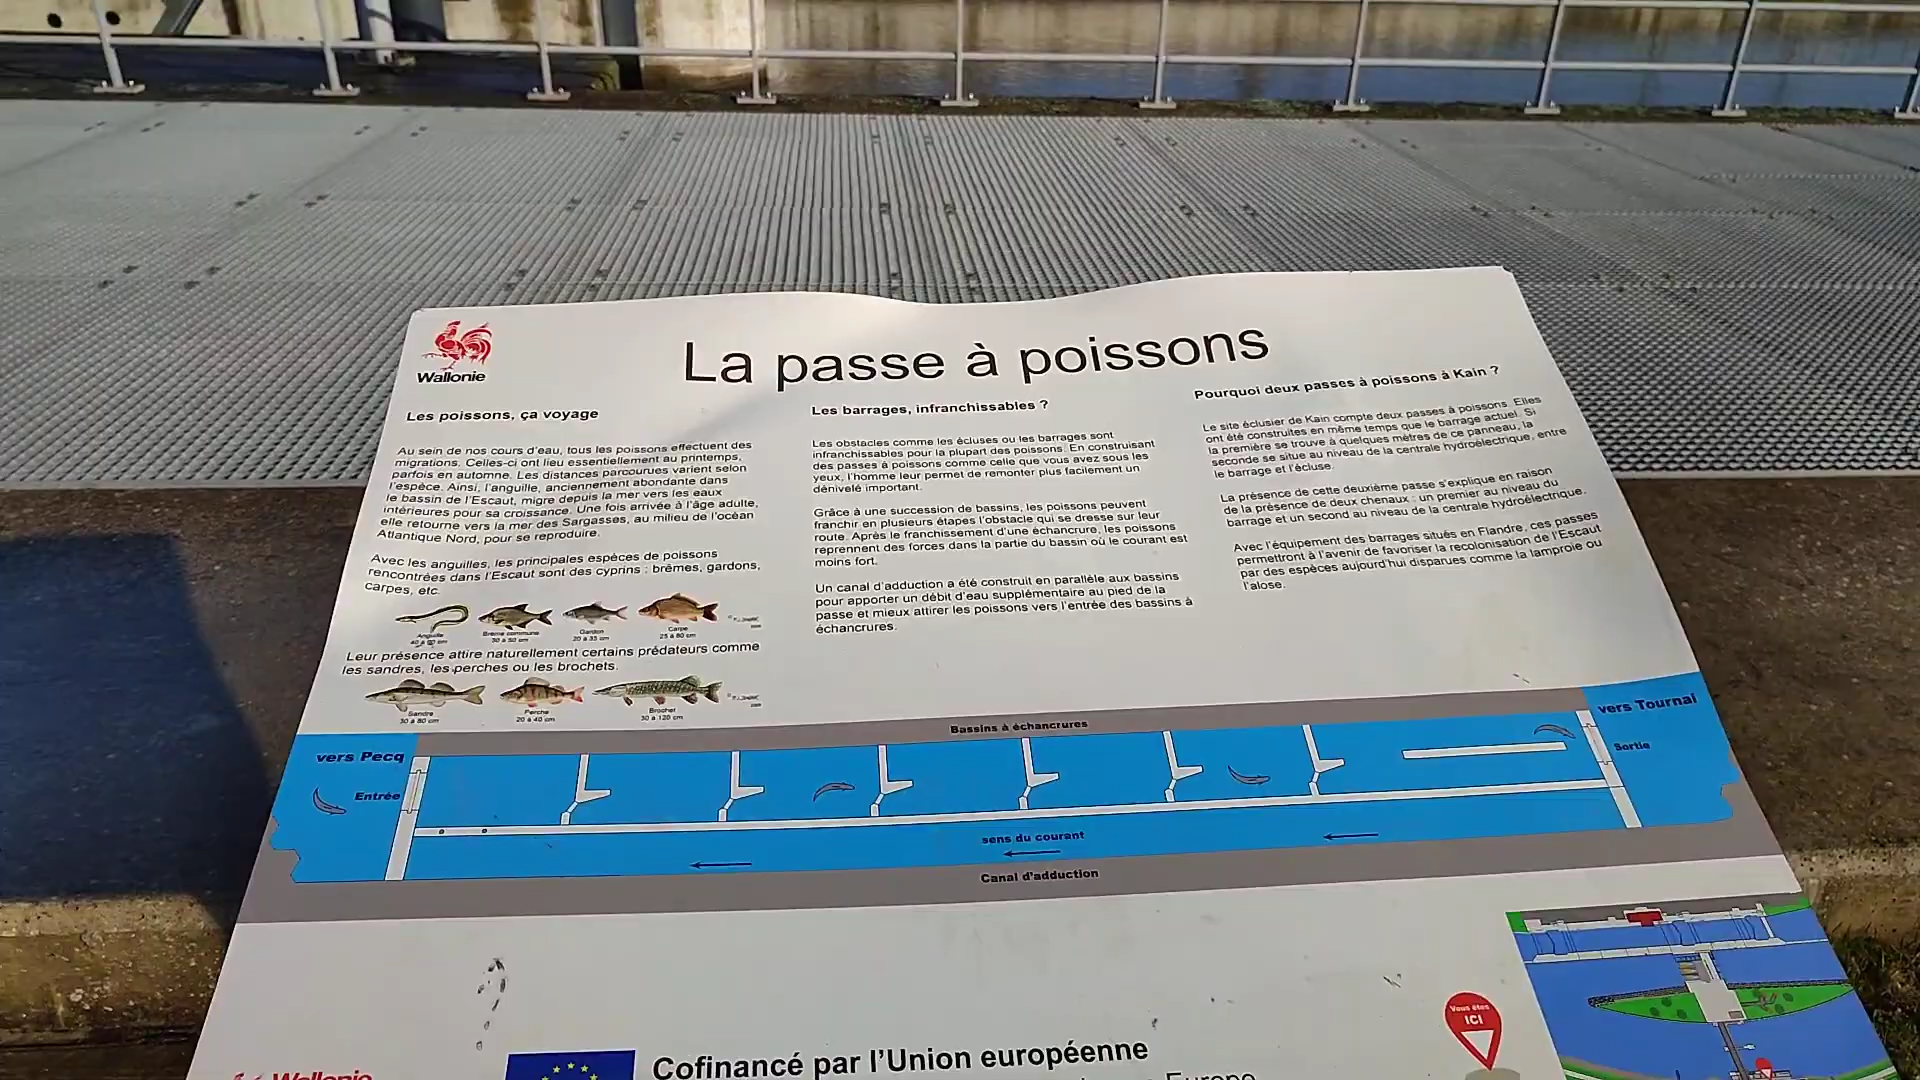 Wallonie
La passe à poissons
Les poissons, ça voyage
Au sein de nos cours d'eau, tous les poissons effectuent des
migrations. Celles-ci ont lieu essentiellement au printemps,
parfois en automne. Les distances parcourues varient selon
l'espèce. Ainsi, l'anguille, anciennement abondante dans
le bassin de l'Escaut, migre depuis la mer vers les eaux
intérieures pour sa croissance. Une fois arrivée à l'âge adulte,
elle retourne vers la mer des Sargasses, au milieu de l'océan
Atlantique Nord, pour se reproduire.
Avec les anguilles, les principales espèces de poissons
rencontrées dans l'Escaut sont des cyprins : brêmes, gardons,
carpes, etc.
Anguille
Brème commune
30 à 50 cm
Gardon
20 à 35 cm
Carpe
25 à 80 cm
Leur présence attire naturellement certains prédateurs comme
les sandres, les perches ou les brochets.
Sandre
30 à 80 cm
Perche
20 à 40 cm
Brochet
30 à 120 cm
Les barrages, infranchissables ?
Les obstacles comme les écluses ou les barrages sont
infranchissables pour la plupart des poissons. En construisant
des passes à poissons comme celle que vous avez sous les
yeux, l'homme leur permet de remonter plus facilement un
dénivelé important.
Grâce à une succession de bassins, les poissons peuvent
franchir en plusieurs étapes l'obstacle qui se dresse sur leur
route. Après le franchissement d'une échancrure, les poissons
reprennent des forces dans la partie du bassin où le courant est
moins fort.
Un canal d'adduction a été construit en parallèle aux bassins
pour apporter un débit d'eau supplémentaire au pied de la
passe et mieux attirer les poissons vers l'entrée des bassins à
échancrures.
Pourquoi deux passes à poissons à Kain ?
Le site éclusier de Kain compte deux passes à poissons. Elles
ont été construites en même temps que le barrage actuel. Si
la première se trouve à quelques mètres de ce panneau, la
seconde se situe au niveau de la centrale hydroélectrique, entre
le barrage et l'écluse.
La présence de cette deuxième passe s'explique en raison
de la présence de deux chenaux : un premier au niveau du
barrage et un second au niveau de la centrale hydroélectrique.
Avec l'équipement des barrages situés en Flandre, ces passes
permettront à l'avenir de favoriser la recolonisation de l'Escaut
par des espèces aujourd'hui disparues comme la lamproie ou
l'alose.
Bassins à échancrures
vers Pecq
Entrée
vers Tournai
Sortie
sens du courant
Canal d'adduction
Vous êtes
ICI
Cofinancé par l'Union européenne
Wallonie
Europe